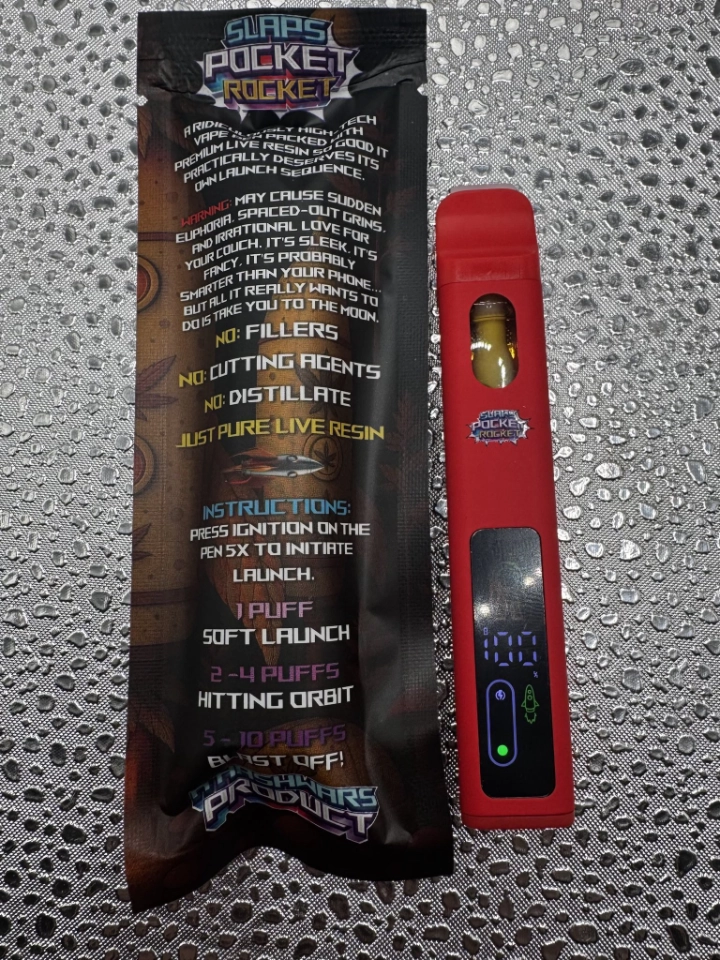 SLAPS
POCKET
ROCKET
HIGH-TECH
VAPE PACKED GOOD IT
PREMIUM LIVE RESIN SO
PRACTICALLY DESERVES ITS
OWN LAUNCH SEQUENCE.
WARNING: MAY CAUSE SUDDEN
EUPHORIA, SPACED-OUT GRINS,
AND IRRATIONAL LOVE FOR
YOUR COUCH. IT'S SLEEK. IT'S
FANCY. IT'S PROBABLY
SMARTER THAN YOUR PHONE...
BUT ALL IT REALLY WANTS TO
DO IS TAKE YOU TO THE MOON.
NO: FILLERS
NO: CUTTING AGENTS
NO: DISTILLATE
JUST PURE LIVE RESIN
INSTRUCTIONS:
PRESS IGNITION ON THE
PEN 5X TO INITIATE
LAUNCH.
1 PUFF
SOFT LAUNCH
2-4 PUFFS
HITTING ORBIT
5 - 10 PUFFS
BLAST OFF!
PRODUCT
SLAPS
POCKET
ROCKET
100